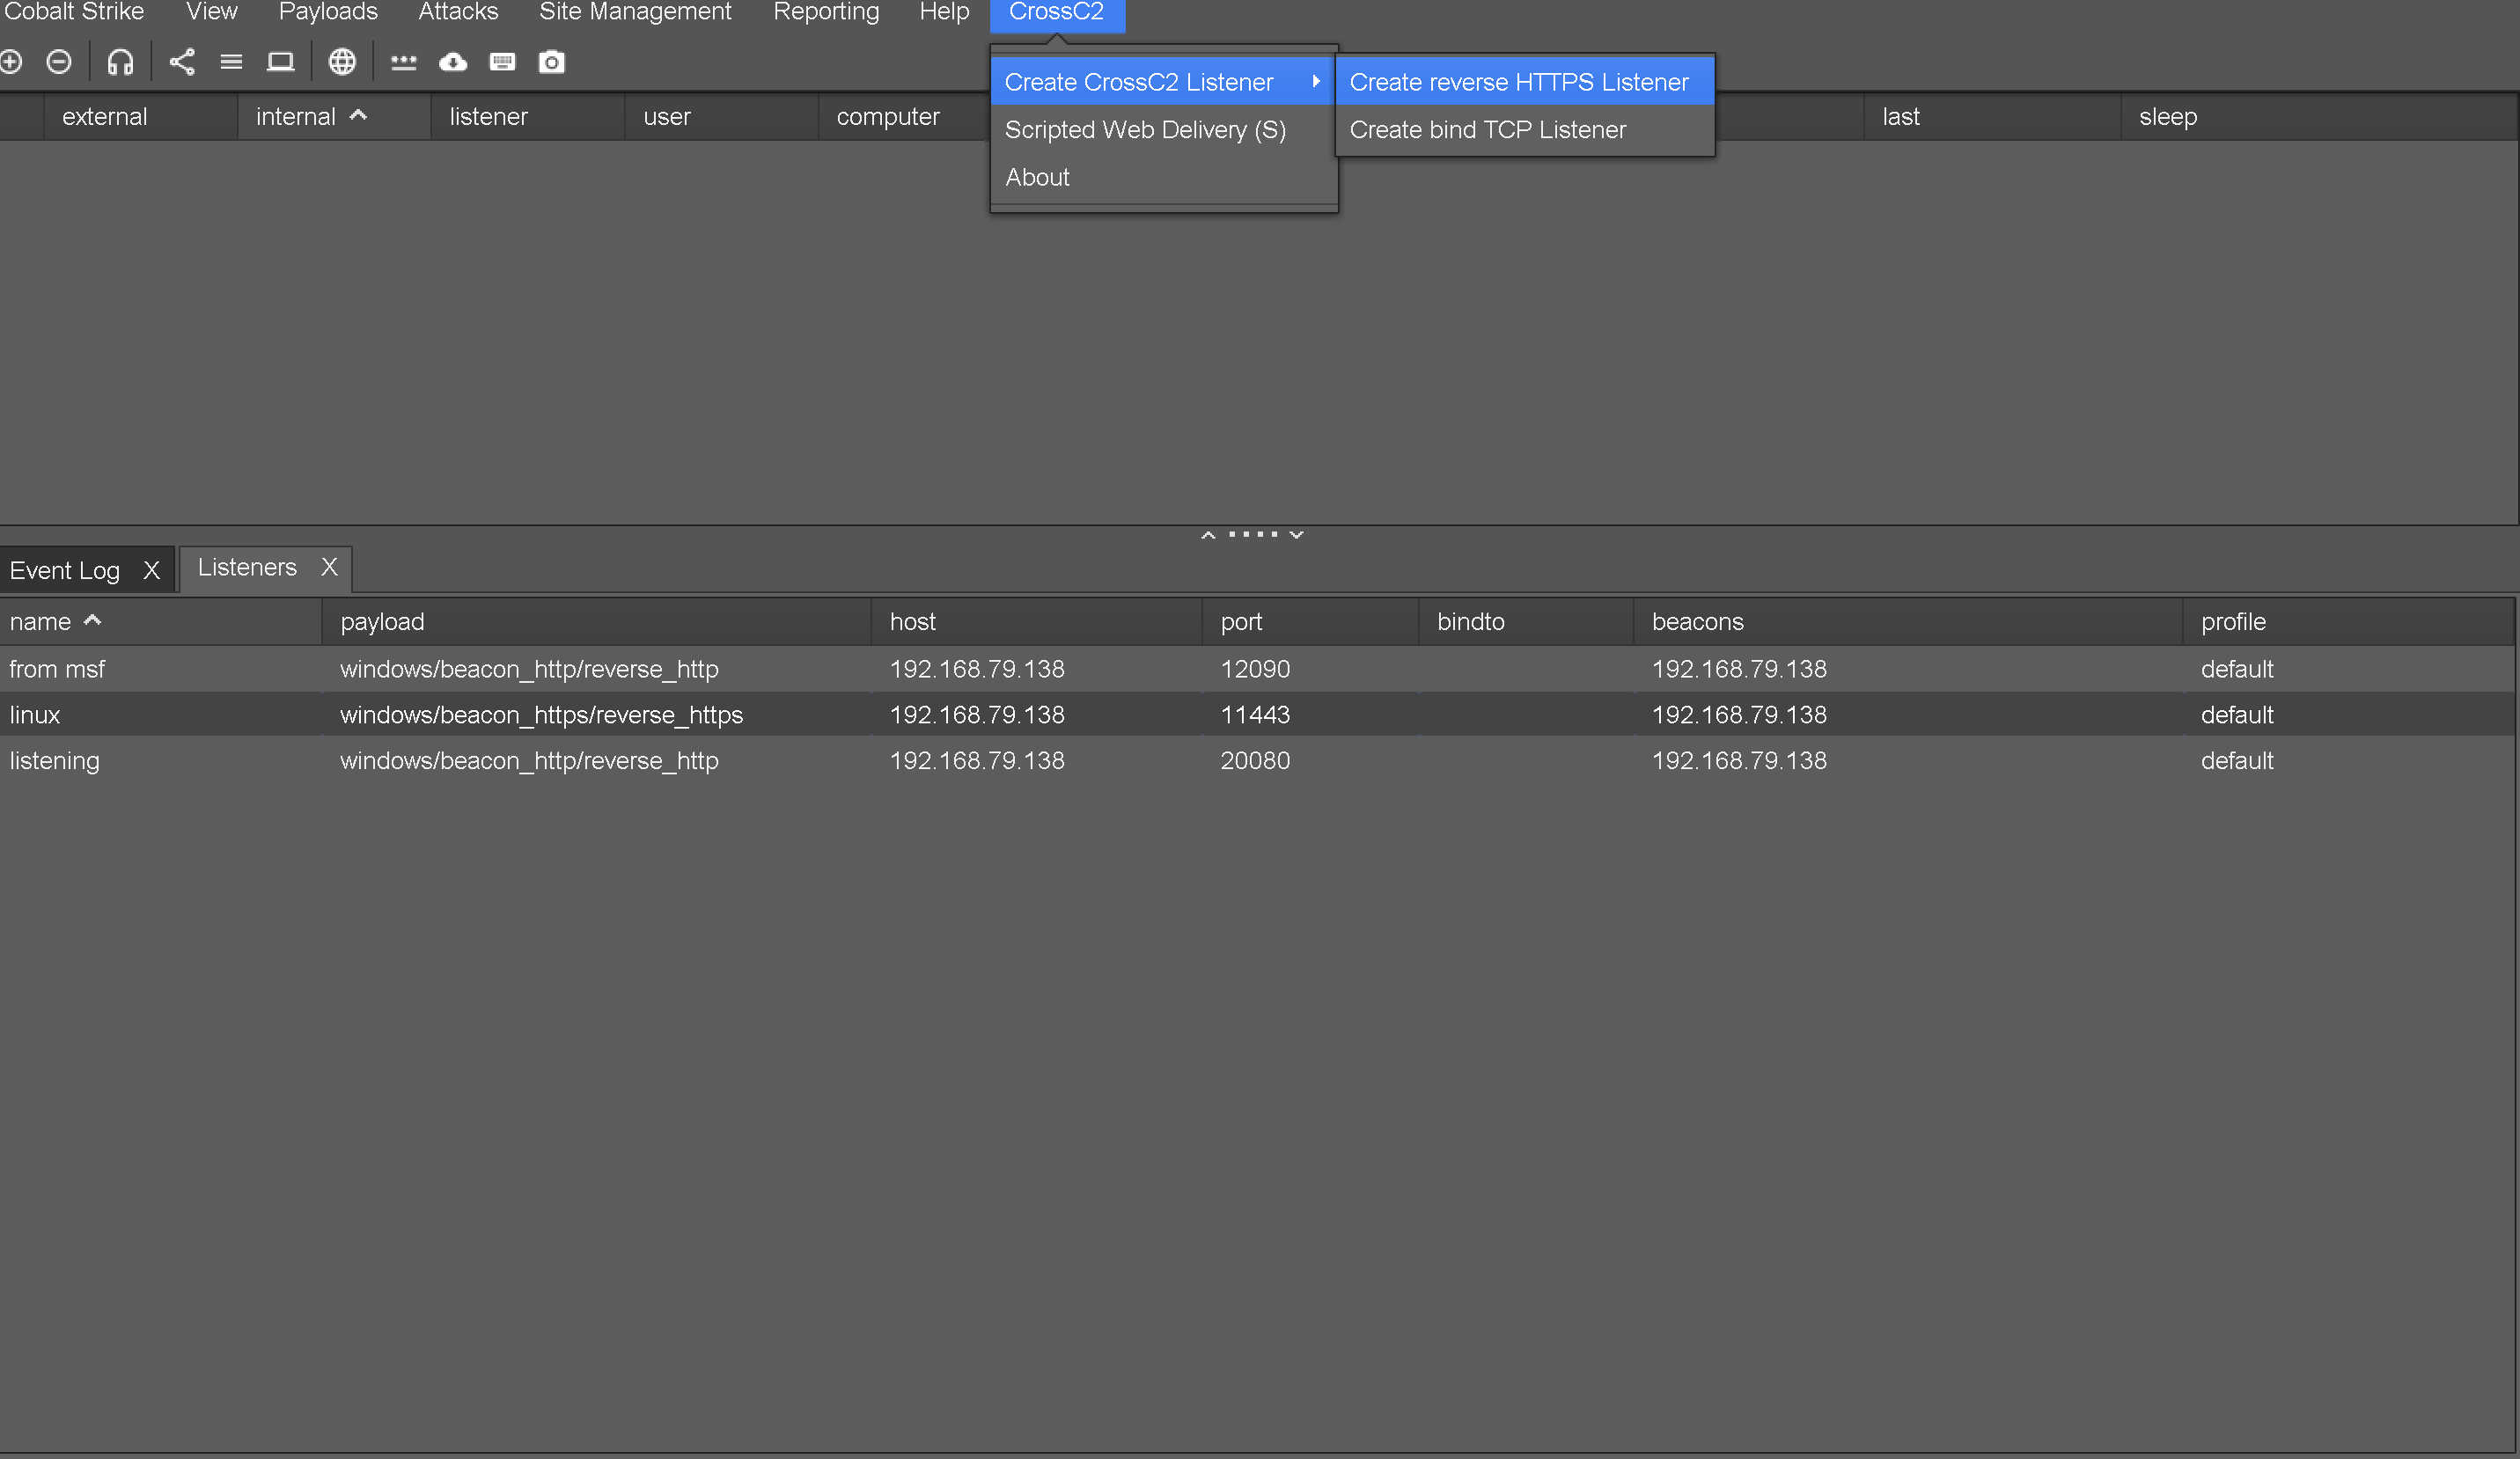 Cobalt Strike View Payloads Attacks Site Management Reporting Help CrossC2
Create CrossC2 Listener Create reverse HTTPS Listener
Scripted Web Delivery (S) Create bind TCP Listener
About
external internal listener user computer last sleep
Event Log X Listeners X
name payload host port bindto beacons profile
from msf windows/beacon_http/reverse_http 192.168.79.138 12090 192.168.79.138 default
linux windows/beacon_https/reverse_https 192.168.79.138 11443 192.168.79.138 default
listening windows/beacon_http/reverse_http 192.168.79.138 20080 192.168.79.138 default